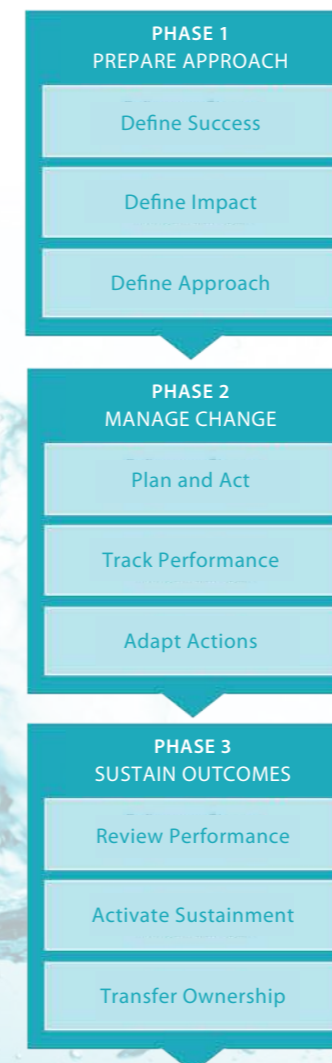 PHASE 1
PREPARE APPROACH
Define Success
Define Impact
Define Approach
PHASE 2
MANAGE CHANGE
Plan and Act
Track Performance
Adapt Actions
PHASE 3
SUSTAIN OUTCOMES
Review Performance
Activate Sustainment
Transfer Ownership